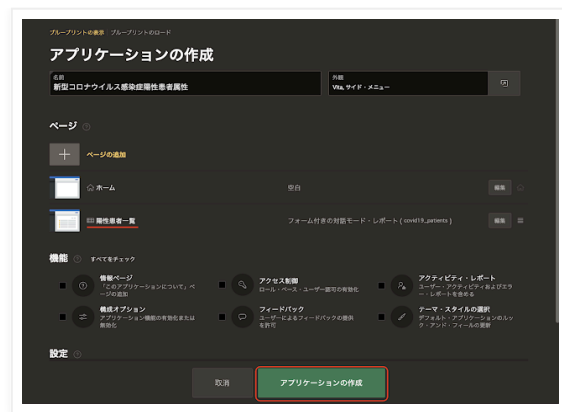 ブループリントの表示 ブループリントのロード
アプリケーションの作成
名前
新型コロナウイルス感染症陽性患者属性
外観
Vita, サイド・メニュー
ページ
ページの追加
ホーム
空白
編集
陽性患者一覧
フォーム付きの対話モード・レポート ( covid19_patients )
編集
機能 すべてをチェック
情報ページ
「このアプリケーションについて」ページの追加
アクセス制御
ロール・ベース・ユーザー認可の有効化
アクティビティ・レポート
ユーザー・アクティビティおよびエラー・レポートを含める
構成オプション
アプリケーション機能の有効化または無効化
フィードバック
ユーザーによるフィードバックの提供を許可
テーマ・スタイルの選択
デフォルト・アプリケーションのルック・アンド・フィールの更新
設定
取消
アプリケーションの作成